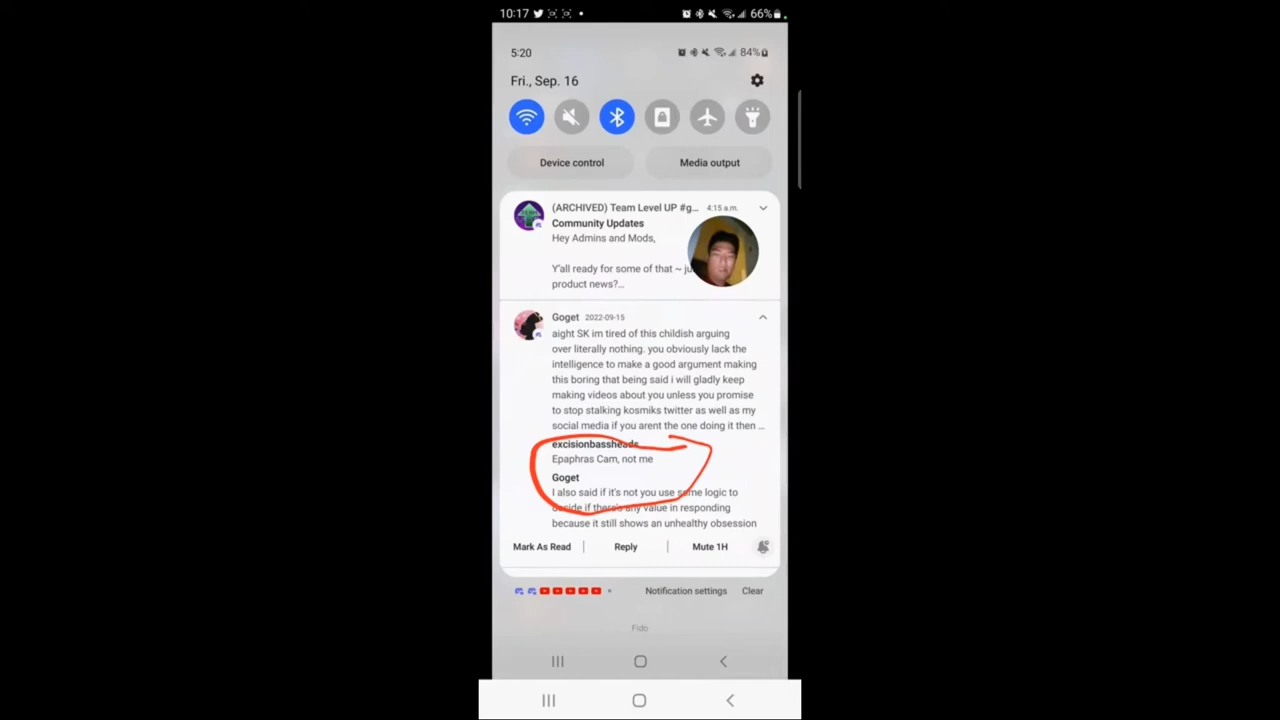 10:17
66%
5:20
84%
Fri., Sep. 16
Device control
Media output
(ARCHIVED) Team Level UP #g... 4:15 a.m.
Community Updates
Hey Admins and Mods,
Y'all ready for some of that ~ ju
product news?...
Goget 2022-09-15
aight SK im tired of this childish arguing
over literally nothing. you obviously lack the
intelligence to make a good argument making
this boring that being said i will gladly keep
making videos about you unless you promise
to stop stalking kosmiks twitter as well as my
social media if you arent the one doing it then ...
excisionbassheads
Epaphras Cam, not me
Goget
I also said if it's not you use some logic to
decide if there's any value in responding
because it still shows an unhealthy obsession
Mark As Read
Reply
Mute 1H
Notification settings
Clear
Fido